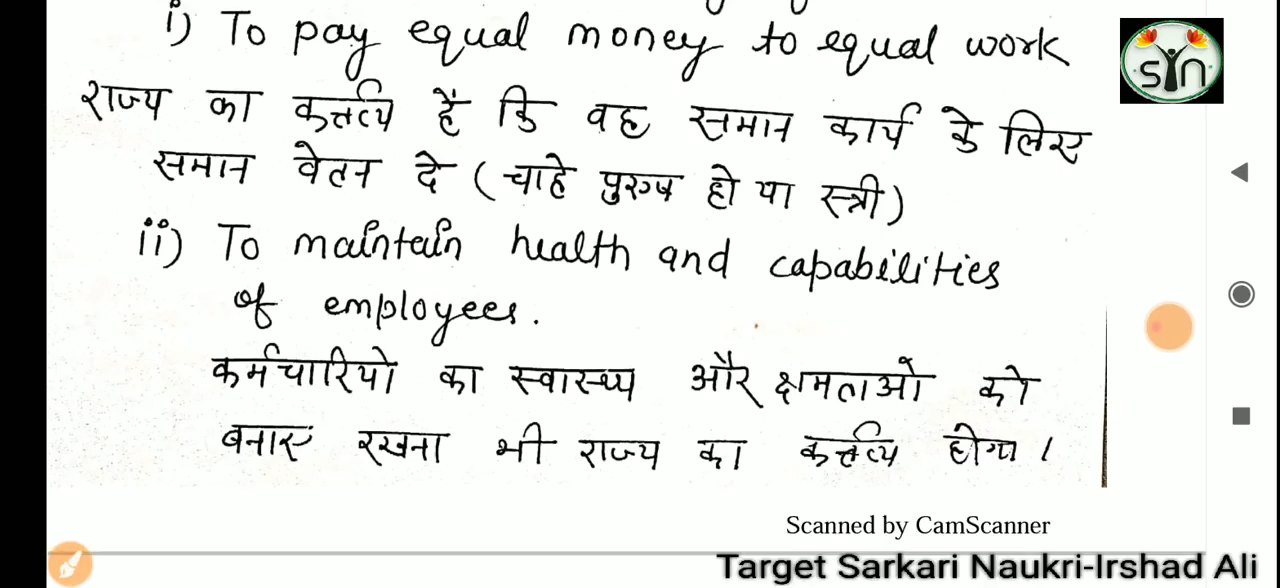 i) To pay equal money to equal work
SYN
राज्य का कर्त्तव्य है कि वह समान कार्य के लिए
समान वेतन दे ( चाहे पुरुष हो या स्त्री )
ii) To maintain health and capabilities
of employees.
कर्मचारियो का स्वास्थ्य और क्षमताओ को
बनाए रखना भी राज्य का कर्त्तव्य होगा ।
Scanned by CamScanner
Target Sarkari Naukri-Irshad Ali